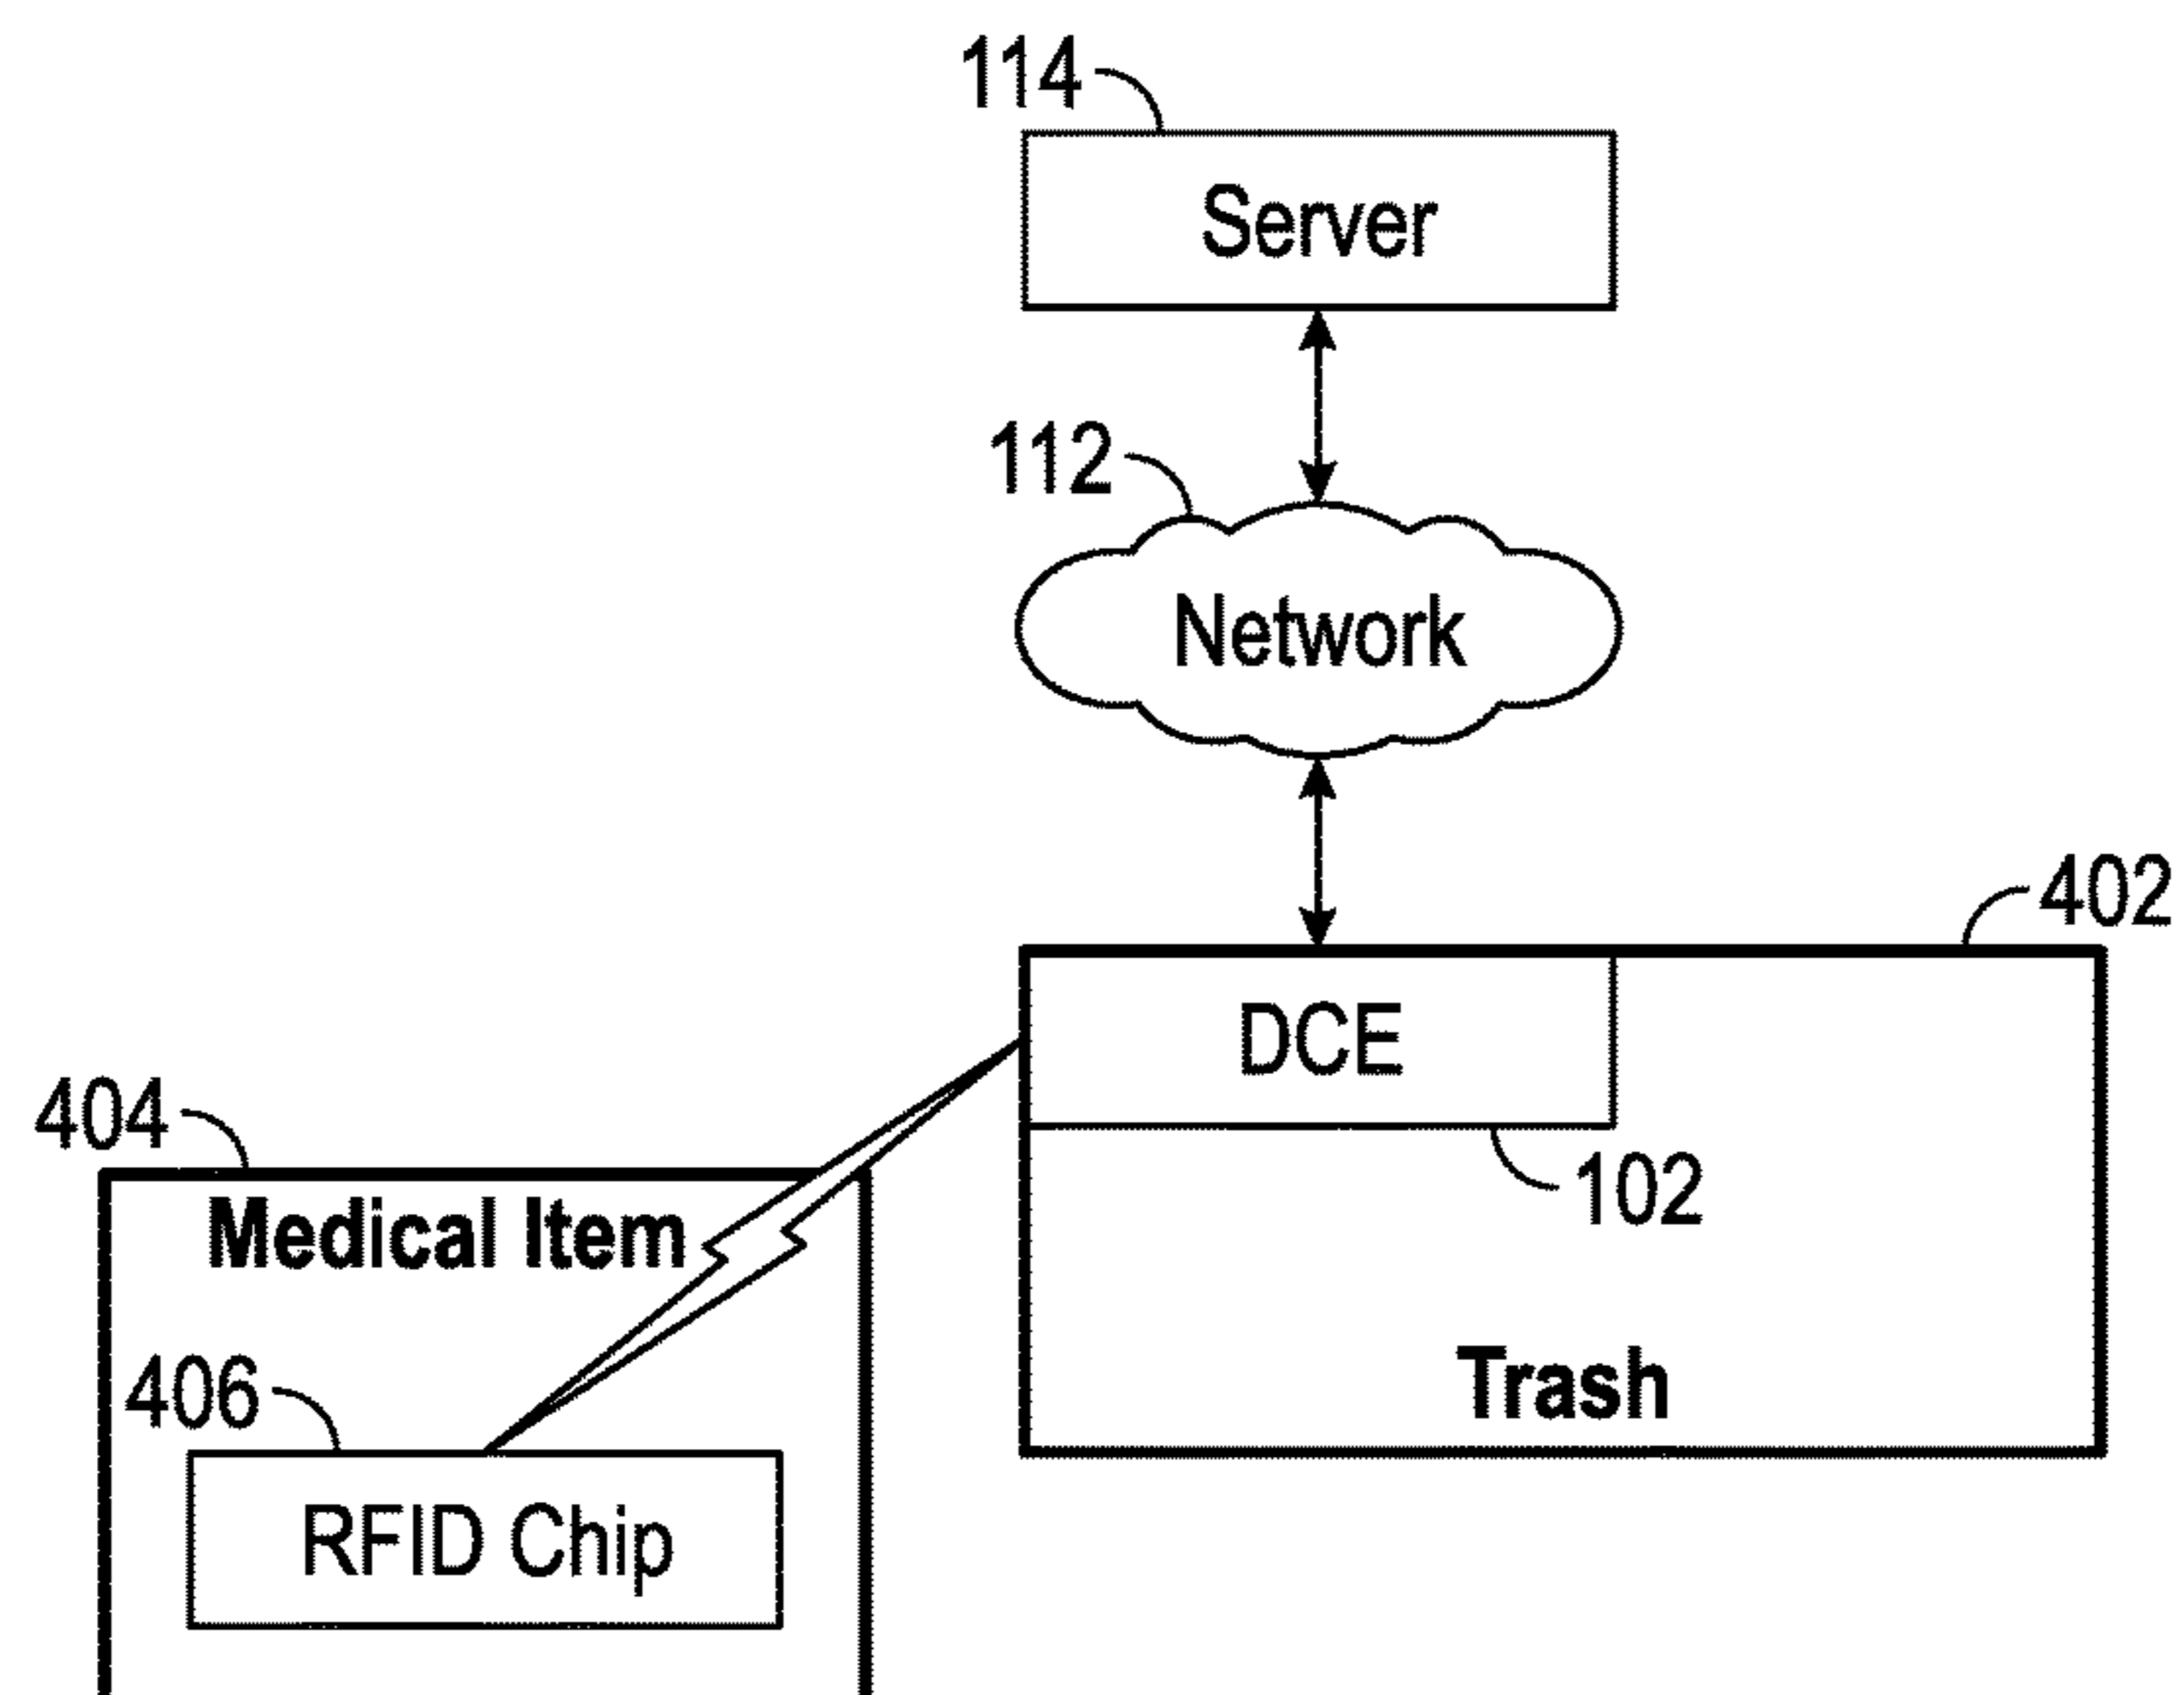 114
Server
112
Network
402
DCE
404
102
Medical Item
Trash
406
RFID Chip